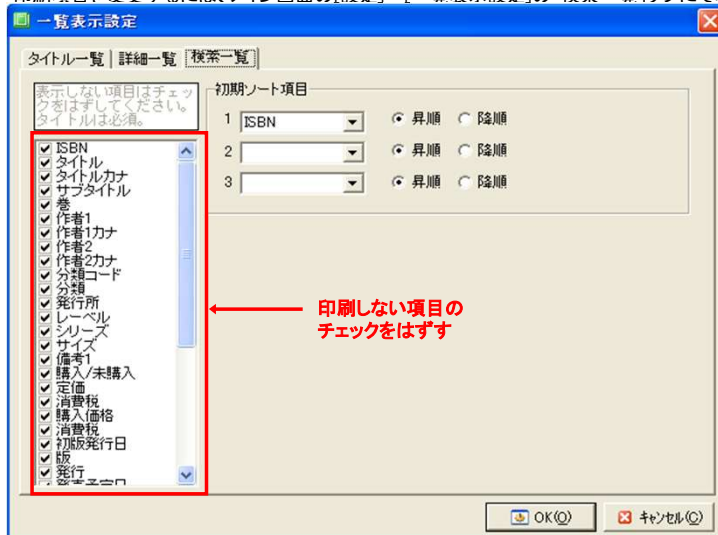 一覧表示設定
タイトル一覧 詳細一覧 検索一覧
表示しない項目はチェッ
クをはずしてください。
タイトルは必須。
初期ソート項目
1 ISBN 昇順 降順
2 昇順 降順
3 昇順 降順
ISBN
タイトル
タイトルカナ
サブタイトル
巻
作者1
作者1カナ
作者2
作者2カナ
分類コード
分類
発行所
レーベル
シリーズ
サイズ
備考1
購入/未購入
定価
消費税
購入価格
消費税
初版発行日
版
発行
印刷しない項目の
チェックをはずす
OK(O) キャンセル(C)